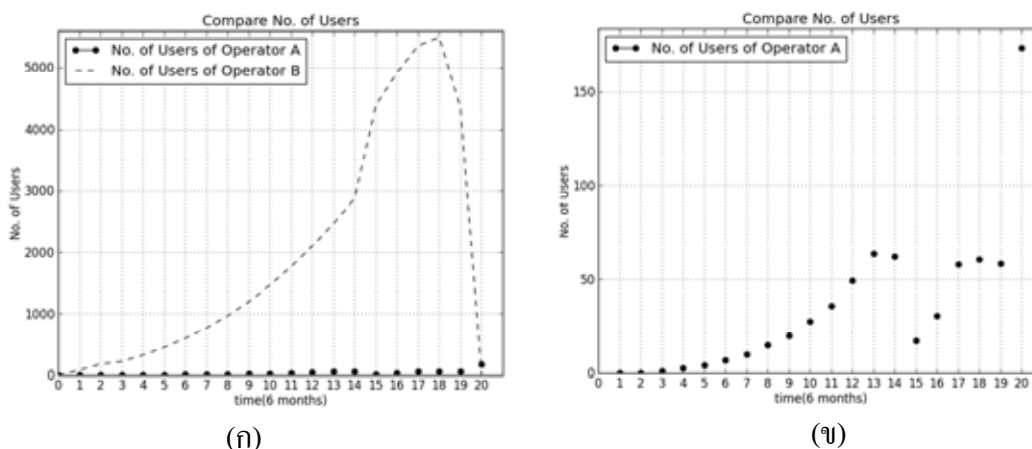 Compare No. of Users
No. of Users of Operator A
No. of Users of Operator B
5000
4000
3000
2000
1000
0
No. of Users
0 1 2 3 4 5 6 7 8 9 10 11 12 13 14 15 16 17 18 19 20
time(6 months)
(ก)
Compare No. of Users
No. of Users of Operator A
150
100
50
0
No. of Users
0 1 2 3 4 5 6 7 8 9 10 11 12 13 14 15 16 17 18 19 20
time(6 months)
(ข)